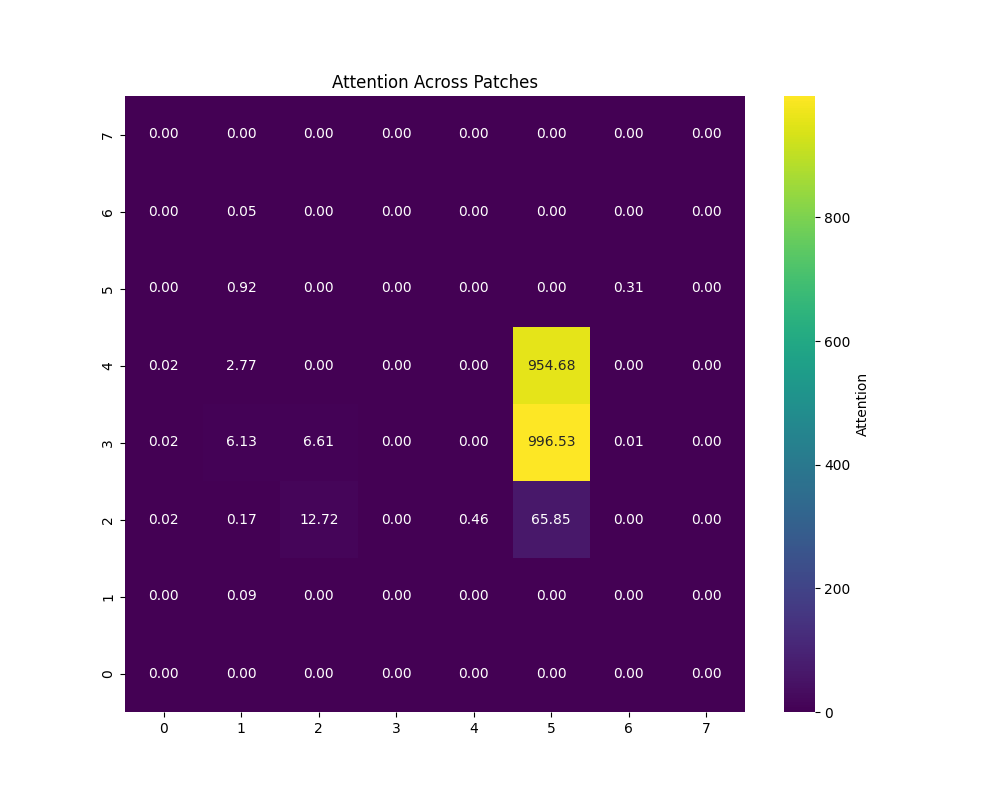 Attention Across Patches
7 0.00 0.00 0.00 0.00 0.00 0.00 0.00 0.00
6 0.00 0.05 0.00 0.00 0.00 0.00 0.00 0.00
5 0.00 0.92 0.00 0.00 0.00 0.00 0.31 0.00
4 0.02 2.77 0.00 0.00 0.00 954.68 0.00 0.00
3 0.02 6.13 6.61 0.00 0.00 996.53 0.01 0.00
2 0.02 0.17 12.72 0.00 0.46 65.85 0.00 0.00
1 0.00 0.09 0.00 0.00 0.00 0.00 0.00 0.00
0 0.00 0.00 0.00 0.00 0.00 0.00 0.00 0.00
0 1 2 3 4 5 6 7
800
600
400
200
0
Attention